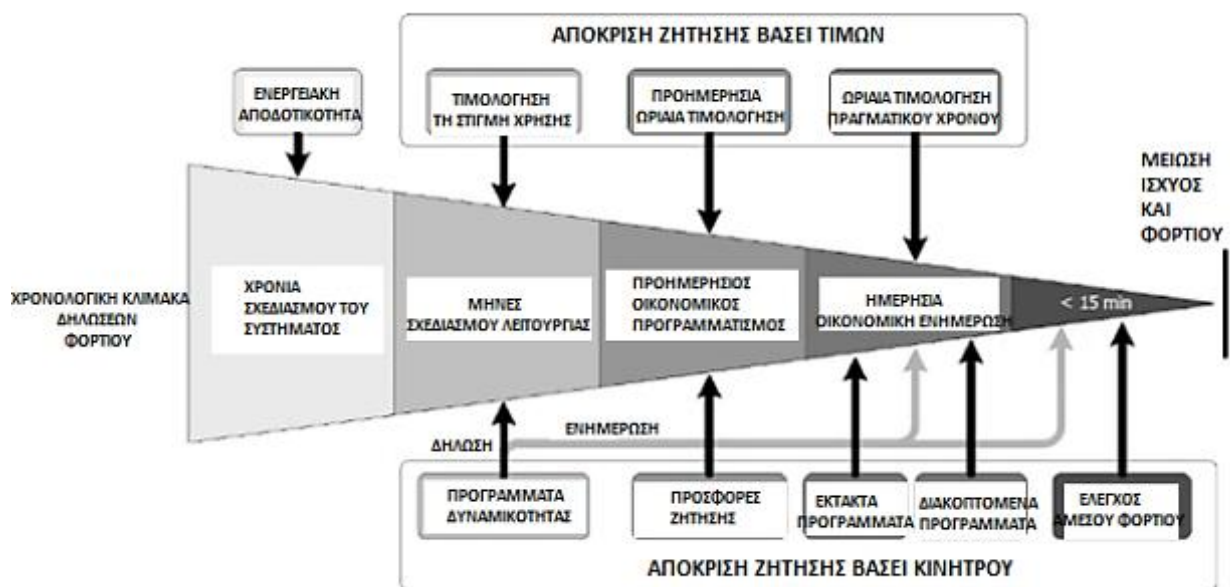 ΑΠΟΚΡΙΣΗ ΖΗΤΗΣΗΣ ΒΑΣΕΙ ΤΙΜΩΝ
ΕΝΕΡΓΕΙΑΚΗ
ΑΠΟΔΟΤΙΚΟΤΗΤΑ
ΤΙΜΟΛΟΓΗΣΗ
ΤΗ ΣΤΙΓΜΗ ΧΡΗΣΗΣ
ΠΡΟΗΜΕΡΗΣΙΑ
ΩΡΙΑΙΑ ΤΙΜΟΛΟΓΗΣΗ
ΩΡΙΑΙΑ ΤΙΜΟΛΟΓΗΣΗ
ΠΡΑΓΜΑΤΙΚΟΥ ΧΡΟΝΟΥ
ΜΕΙΩΣΗ
ΙΣΧΥΟΣ
ΚΑΙ
ΦΟΡΤΙΟΥ
ΧΡΟΝΟΛΟΓΙΚΗ ΚΛΙΜΑΚΑ
ΔΗΛΩΣΕΩΝ
ΦΟΡΤΙΟΥ
ΧΡΟΝΙΑ
ΣΧΕΔΙΑΣΜΟΥ ΤΟΥ
ΣΥΣΤΗΜΑΤΟΣ
ΜΗΝΕΣ
ΣΧΕΔΙΑΣΜΟΥ ΛΕΙΤΟΥΡΓΙΑΣ
ΠΡΟΗΜΕΡΗΣΙΟΣ
ΟΙΚΟΝΟΜΙΚΟΣ
ΠΡΟΓΡΑΜΜΑΤΙΣΜΟΣ
ΗΜΕΡΗΣΙΑ
ΟΙΚΟΝΟΜΙΚΗ ΕΝΗΜΕΡΩΣΗ
< 15 min
ΔΗΛΩΣΗ
ΕΝΗΜΕΡΩΣΗ
ΠΡΟΓΡΑΜΜΑΤΑ
ΔΥΝΑΜΙΚΟΤΗΤΑΣ
ΠΡΟΣΦΟΡΕΣ
ΖΗΤΗΣΗΣ
ΕΚΤΑΚΤΑ
ΠΡΟΓΡΑΜΜΑΤΑ
ΔΙΑΚΟΠΤΟΜΕΝΑ
ΠΡΟΓΡΑΜΜΑΤΑ
ΕΛΕΓΧΟΣ
ΑΜΕΣΟΥ ΦΟΡΤΙΟΥ
ΑΠΟΚΡΙΣΗ ΖΗΤΗΣΗΣ ΒΑΣΕΙ ΚΙΝΗΤΡΟΥ